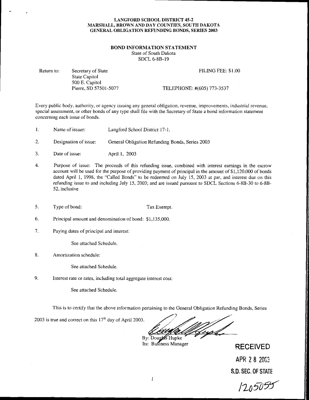 LANGFORD SCHOOL DISTRICT 45-2
MARSHALL, BROWN AND DAY COUNTIES, SOUTH DAKOTA
GENERAL OBLIGATION REFUNDING BONDS, SERIES 2003
BOND INFORMATION STATEMENT
State of South Dakota
SDCL 6-8B-19
Return to: Secretary of State FILING FEE: $1.00
State Capitol
500 E. Capitol
Pierre, SD 57501-5077 TELEPHONE: #(605) 773-3537
Every public body, authority, or agency issuing any general obligation, revenue, improvements, industrial revenue,
special assessment, or other bonds of any type shall file with the Secretary of State a bond information statement
concerning each issue of bonds.
1. Name of issuer: Langford School District 17-1.
2. Designation of issue: General Obligation Refunding Bonds, Series 2003
3. Date of issue: April 1, 2003
4. Purpose of issue: The proceeds of this refunding issue, combined with interest earnings in the escrow
account will be used for the purpose of providing payment of principal in the amount of $1,120,000 of bonds
dated April 1, 1998, the "Called Bonds" to be redeemed on July 15, 2003 at par, and interest due on this
refunding issue to and including July 15, 2003; and are issued pursuant to SDCL Sections 6-8B-30 to 6-8B-
52, inclusive
5. Type of bond: Tax Exempt.
6. Principal amount and denomination of bond: $1,135,000.
7. Paying dates of principal and interest:
See attached Schedule.
8. Amortization schedule:
See attached Schedule.
9. Interest rate or rates, including total aggregate interest cost:
See attached Schedule.
This is to certify that the above information pertaining to the General Obligation Refunding Bonds, Series
2003 is true and correct on this 17th day of April 2003.
By: Douglas Hupke
Its: Business Manager
RECEIVED
APR 28 2003
S.D. SEC. OF STATE
1
1205055